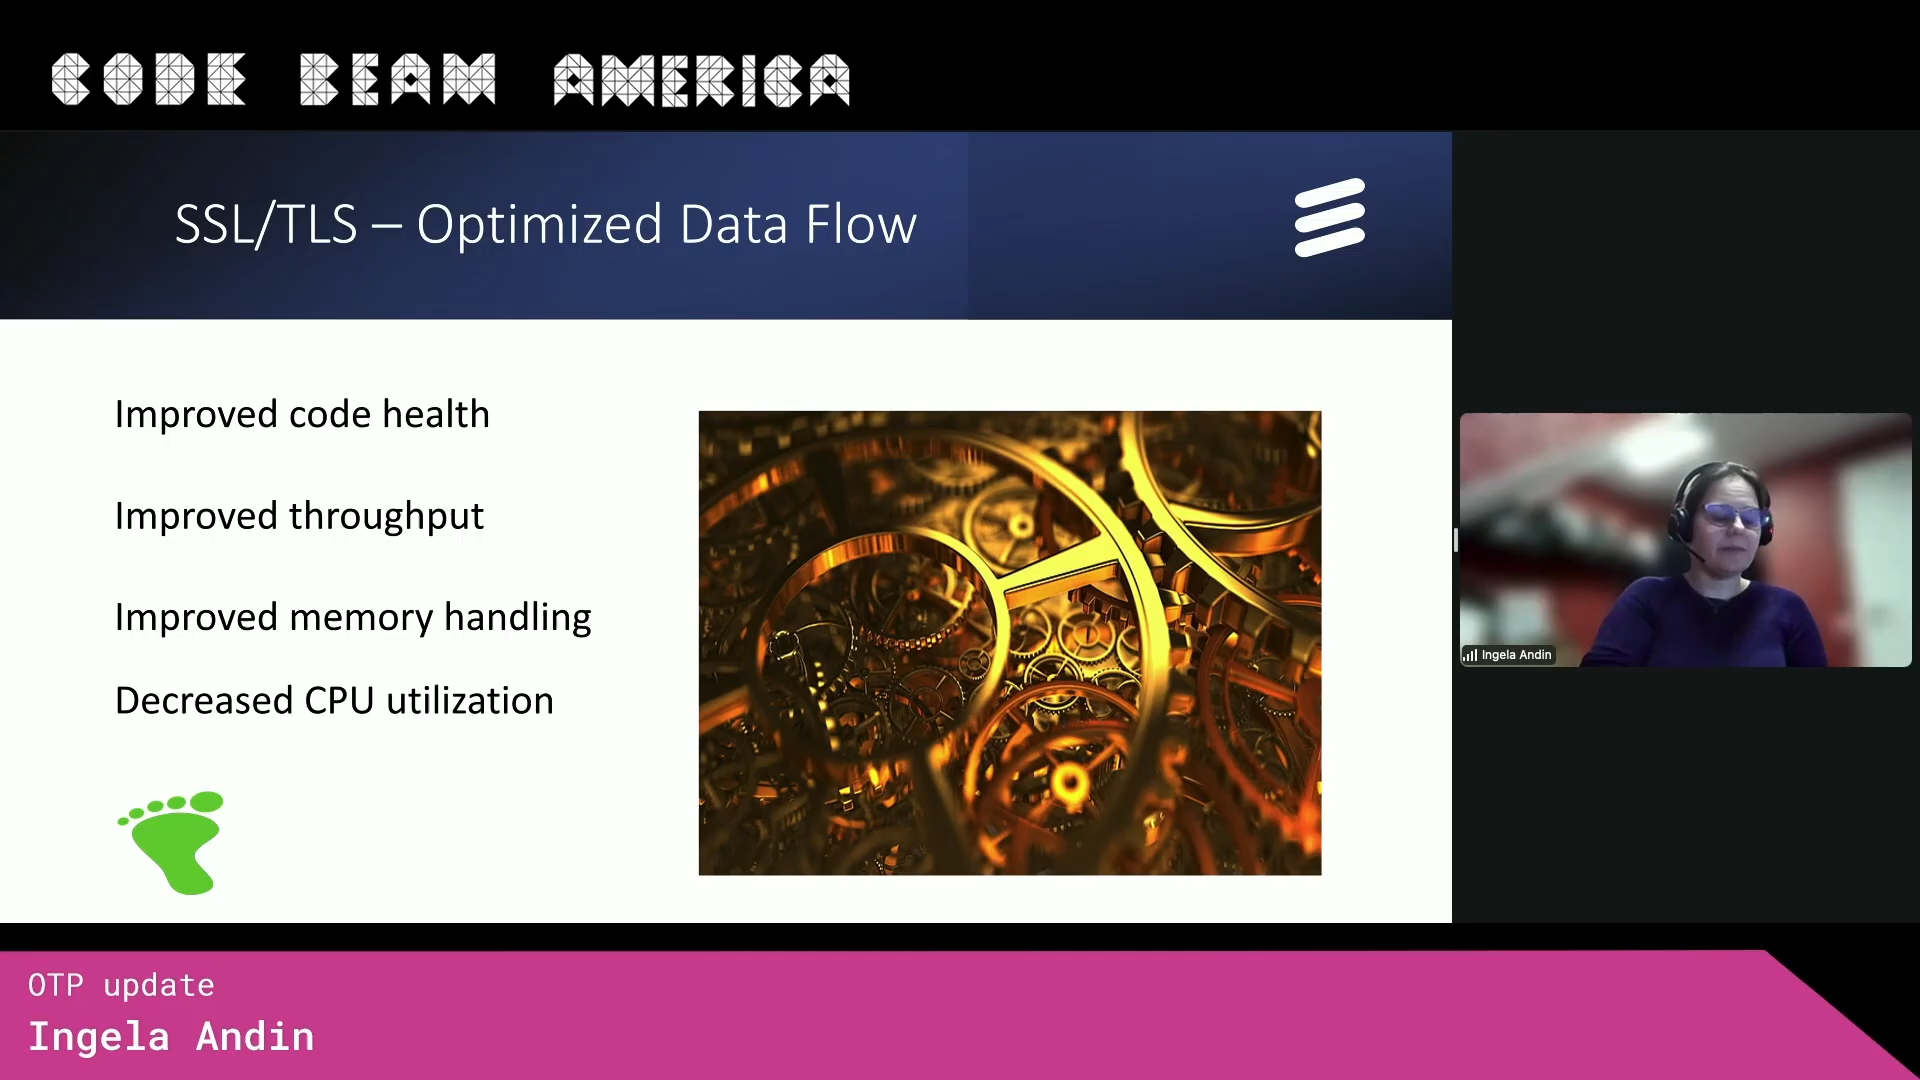 CODE BEAM AMERICA
SSL/TLS – Optimized Data Flow
Improved code health
Improved throughput
Improved memory handling
Decreased CPU utilization
Ingela Andin
OTP update
Ingela Andin